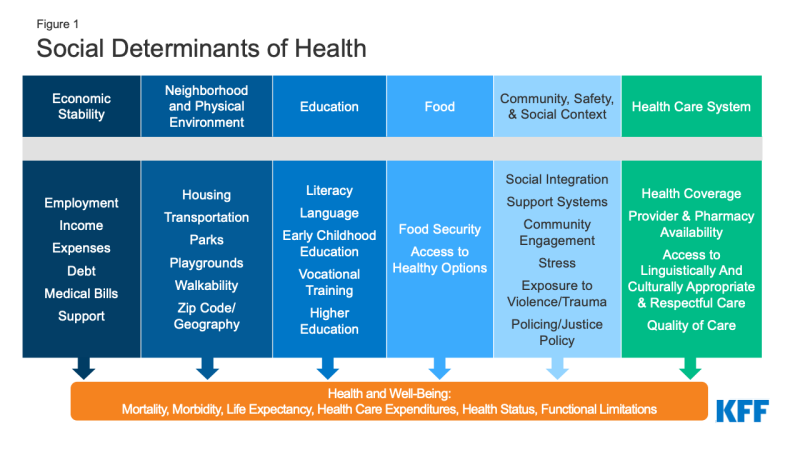 Figure 1
Social Determinants of Health
Economic
Stability
Neighborhood
and Physical
Environment
Education
Food
Community, Safety,
& Social Context
Health Care System
Employment
Income
Expenses
Debt
Medical Bills
Support
Housing
Transportation
Parks
Playgrounds
Walkability
Zip Code/
Geography
Literacy
Language
Early Childhood
Education
Vocational
Training
Higher
Education
Food Security
Access to
Healthy Options
Social Integration
Support Systems
Community
Engagement
Stress
Exposure to
Violence/Trauma
Policing/Justice
Policy
Health Coverage
Provider & Pharmacy
Availability
Access to
Linguistically And
Culturally Appropriate
& Respectful Care
Quality of Care
Health and Well-Being:
Mortality, Morbidity, Life Expectancy, Health Care Expenditures, Health Status, Functional Limitations
KFF